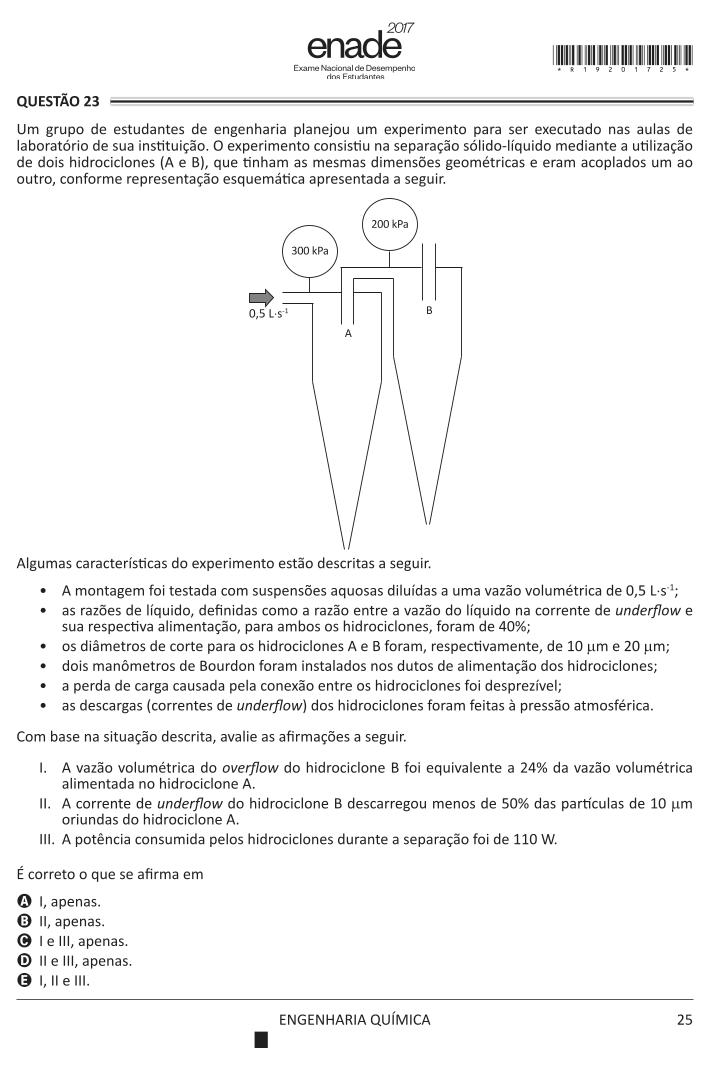 2017
enade
Exame Nacional de Desempenho
dos Estudantes
* R 1 9 2 0 1 7 2 5 *
QUESTÃO 23
Um grupo de estudantes de engenharia planejou um experimento para ser executado nas aulas de
laboratório de sua instituição. O experimento consistiu na separação sólido-líquido mediante a utilização
de dois hidrociclones (A e B), que tinham as mesmas dimensões geométricas e eram acoplados um ao
outro, conforme representação esquemática apresentada a seguir.
200 kPa
300 kPa
0,5 L·s⁻¹
B
A
Algumas características do experimento estão descritas a seguir.
• A montagem foi testada com suspensões aquosas diluídas a uma vazão volumétrica de 0,5 L·s⁻¹;
• as razões de líquido, definidas como a razão entre a vazão do líquido na corrente de underflow e
sua respectiva alimentação, para ambos os hidrociclones, foram de 40%;
• os diâmetros de corte para os hidrociclones A e B foram, respectivamente, de 10 µm e 20 µm;
• dois manômetros de Bourdon foram instalados nos dutos de alimentação dos hidrociclones;
• a perda de carga causada pela conexão entre os hidrociclones foi desprezível;
• as descargas (correntes de underflow) dos hidrociclones foram feitas à pressão atmosférica.
Com base na situação descrita, avalie as afirmações a seguir.
I. A vazão volumétrica do overflow do hidrociclone B foi equivalente a 24% da vazão volumétrica
alimentada no hidrociclone A.
II. A corrente de underflow do hidrociclone B descarregou menos de 50% das partículas de 10 µm
oriundas do hidrociclone A.
III. A potência consumida pelos hidrociclones durante a separação foi de 110 W.
É correto o que se afirma em
A I, apenas.
B II, apenas.
C I e III, apenas.
D II e III, apenas.
E I, II e III.
ENGENHARIA QUÍMICA
25